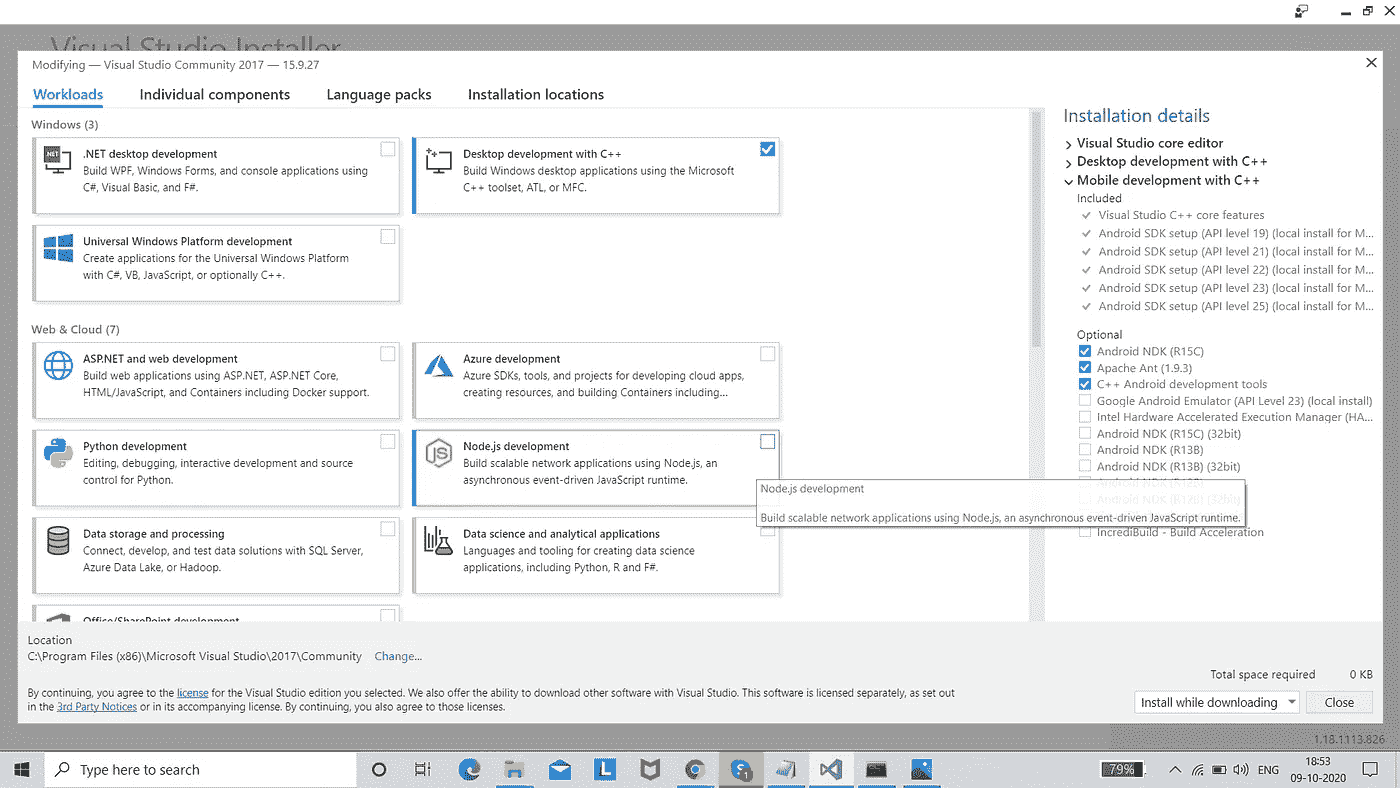 Visual Studio Installer
Modifying — Visual Studio Community 2017 — 15.9.27
Workloads
Individual components
Language packs
Installation locations
Windows (3)
.NET
.NET desktop development
Build WPF, Windows Forms, and console applications using
C#, Visual Basic, and F#.
Desktop development with C++
Build Windows desktop applications using the Microsoft
C++ toolset, ATL, or MFC.
Universal Windows Platform development
Create applications for the Universal Windows Platform
with C#, VB, JavaScript, or optionally C++.
Web & Cloud (7)
ASP.NET and web development
Build web applications using ASP.NET, ASP.NET Core,
HTML/JavaScript, and Containers including Docker support.
Azure development
Azure SDKs, tools, and projects for developing cloud apps,
creating resources, and building Containers including...
Python development
Editing, debugging, interactive development and source
control for Python.
JS
Node.js development
Build scalable network applications using Node.js, an
asynchronous event-driven JavaScript runtime.
Data storage and processing
Connect, develop, and test data solutions with SQL Server,
Azure Data Lake, or Hadoop.
Data science and analytical applications
Languages and tooling for creating data science
applications, including Python, R and F#.
Office/SharePoint development
Installation details
Visual Studio core editor
Desktop development with C++
Mobile development with C++
Included
Visual Studio C++ core features
Android SDK setup (API level 19) (local install for M...
Android SDK setup (API level 21) (local install for M...
Android SDK setup (API level 22) (local install for M...
Android SDK setup (API level 23) (local install for M...
Android SDK setup (API level 25) (local install for M...
Optional
Android NDK (R15C)
Apache Ant (1.9.3)
C++ Android development tools
Google Android Emulator (API Level 23) (local install)
Intel Hardware Accelerated Execution Manager (HA...
Android NDK (R15C) (32bit)
Android NDK (R13B)
Android NDK (R13B) (32bit)
Node.js development
Build scalable network applications using Node.js, an asynchronous event-driven JavaScript runtime.
IncrediBuild - Build Acceleration
Location
C:\Program Files (x86)\Microsoft Visual Studio\2017\Community
Change...
Total space required 0 KB
By continuing, you agree to the license for the Visual Studio edition you selected. We also offer the ability to download other software with Visual Studio. This software is licensed separately, as set out
in the 3rd Party Notices or in its accompanying license. By continuing, you also agree to those licenses.
Install while downloading
Close
1.18.1113.826
Type here to search
L
S
1
79%
ENG
18:53
09-10-2020